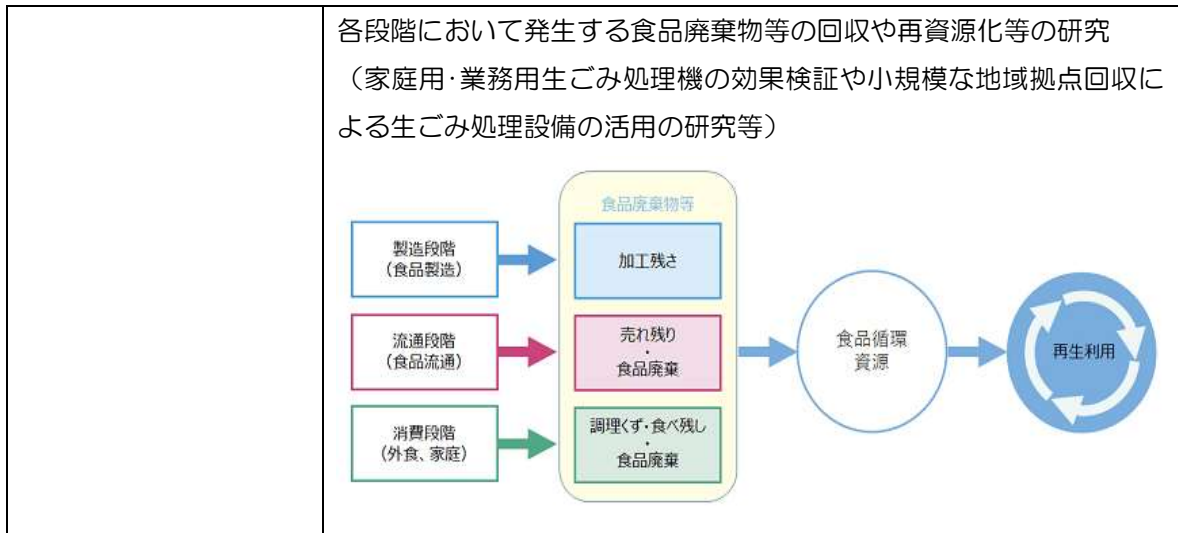 各段階において発生する食品廃棄物等の回収や再資源化等の研究
（家庭用･業務用生ごみ処理機の効果検証や小規模な地域拠点回収に
よる生ごみ処理設備の活用の研究等）
食品廃棄物等
製造段階
（食品製造）
加工残さ
流通段階
（食品流通）
売れ残り
・
食品廃棄
消費段階
（外食、家庭）
調理くず・食べ残し
・
食品廃棄
食品循環
資源
再生利用